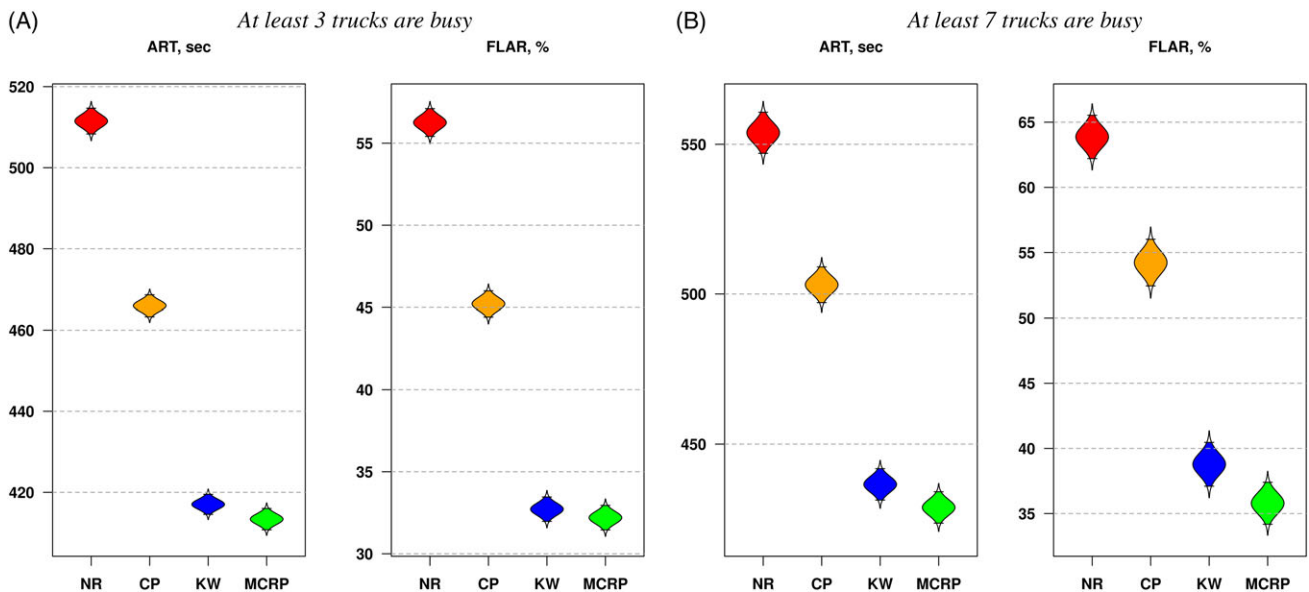 (A) At least 3 trucks are busy
ART, sec
520
500
480
460
440
420
NR CP KW MCRP
FLAR, %
55
50
45
40
35
30
NR CP KW MCRP
(B) At least 7 trucks are busy
ART, sec
550
500
450
NR CP KW MCRP
FLAR, %
65
60
55
50
45
40
35
NR CP KW MCRP